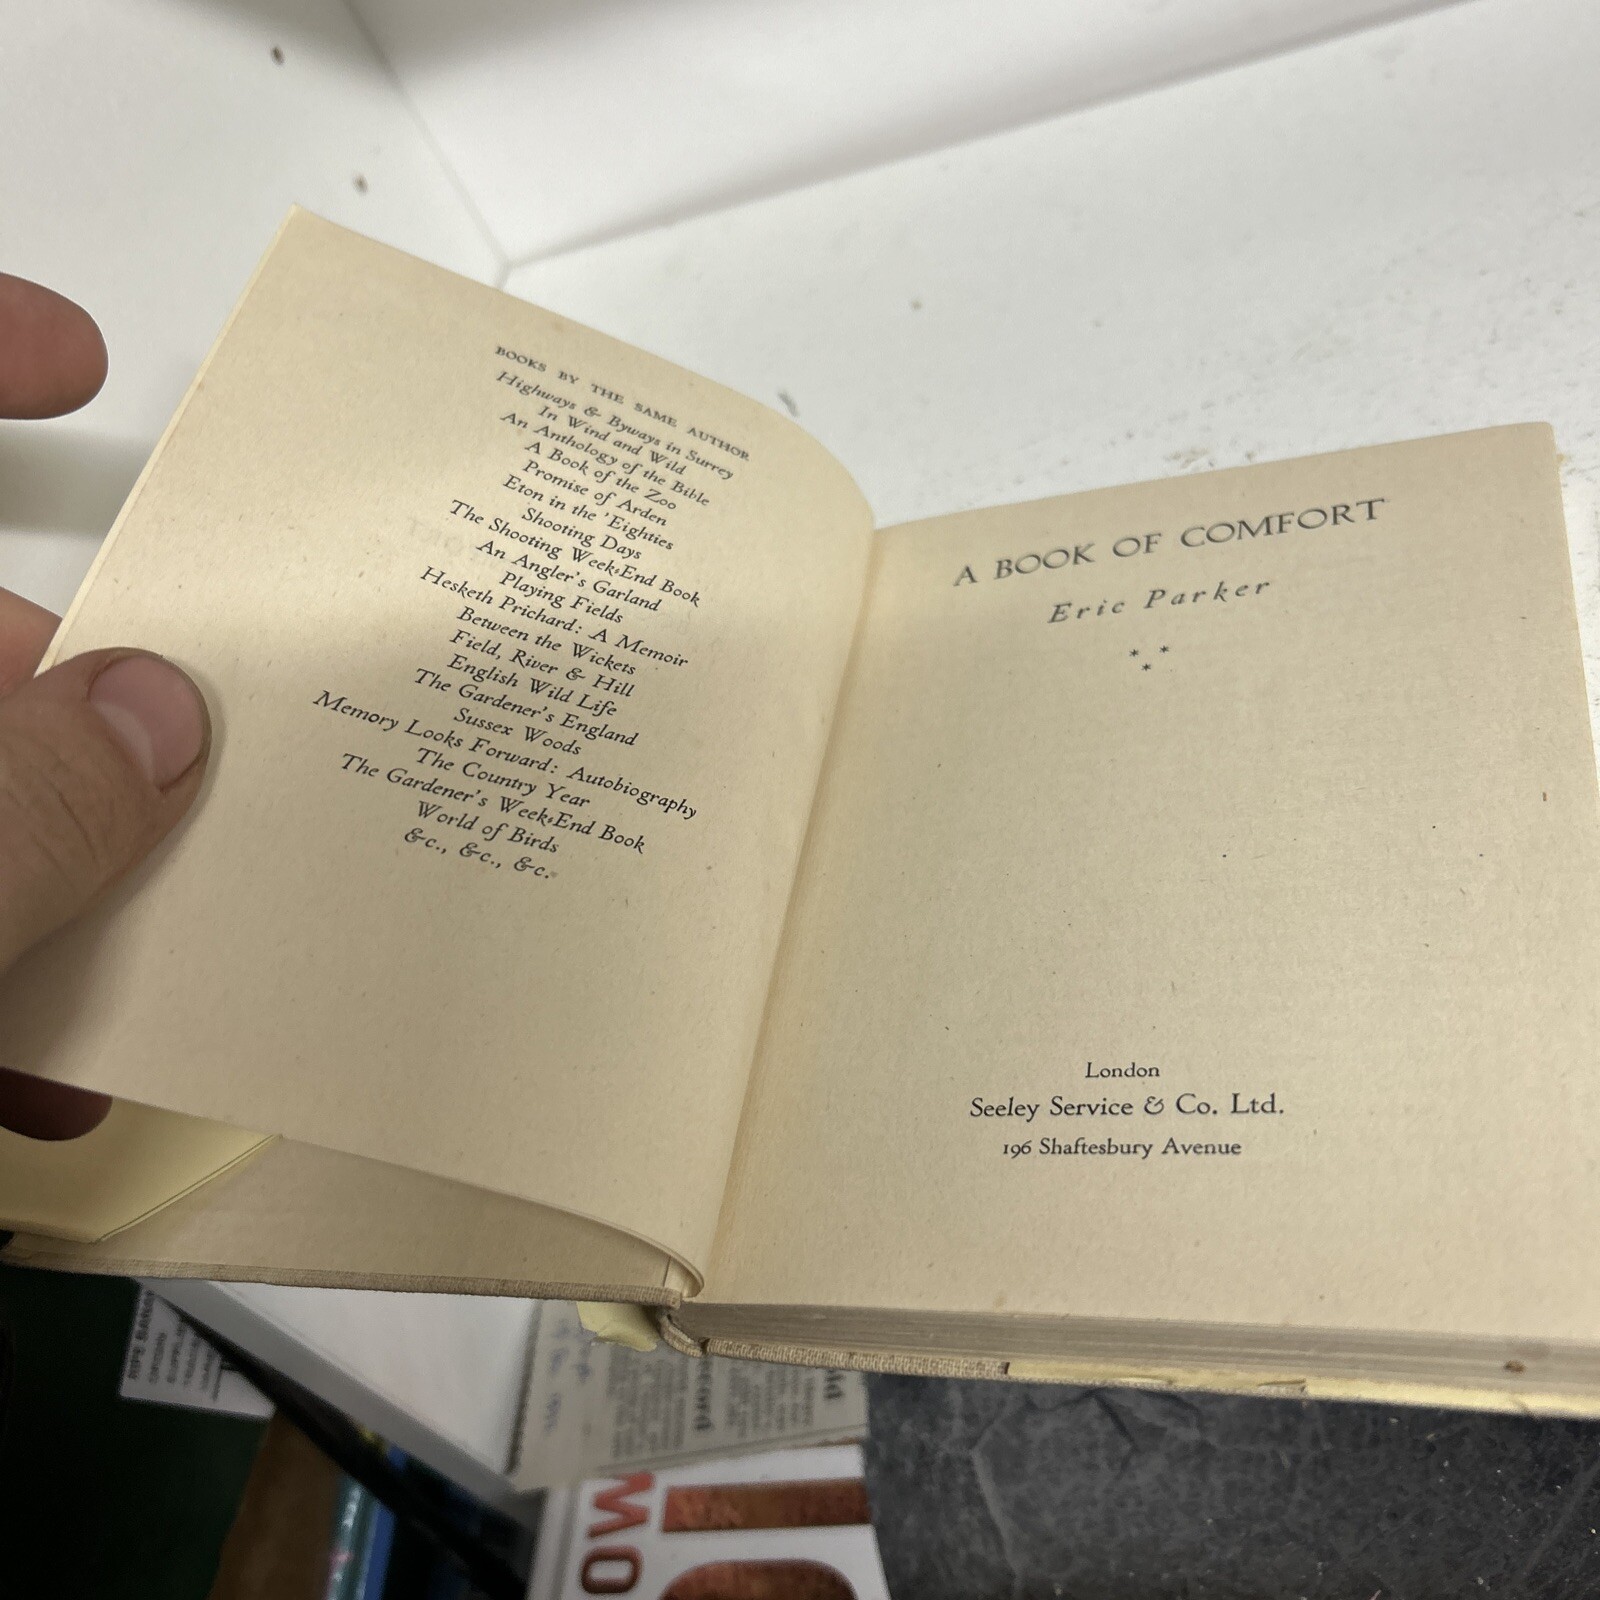 BOOKS BY THE SAME AUTHOR
Highways & Byways in Surrey
In Wind and Wild
An Anthology of the Bible
A Book of the Zoo
Promise of Arden
Eton in the 'Eighties
Shooting Days
The Shooting Week-End Book
An Angler's Garland
Playing Fields
Hesketh Prichard: A Memoir
Between the Wickets
Field, River & Hill
English Wild Life
The Gardener's England
Sussex Woods
Memory Looks Forward: Autobiography
The Country Year
The Gardener's Week-End Book
World of Birds
&c., &c., &c.
A BOOK OF COMFORT
Eric Parker
* *
*
London
Seeley Service & Co. Ltd.
196 Shaftesbury Avenue